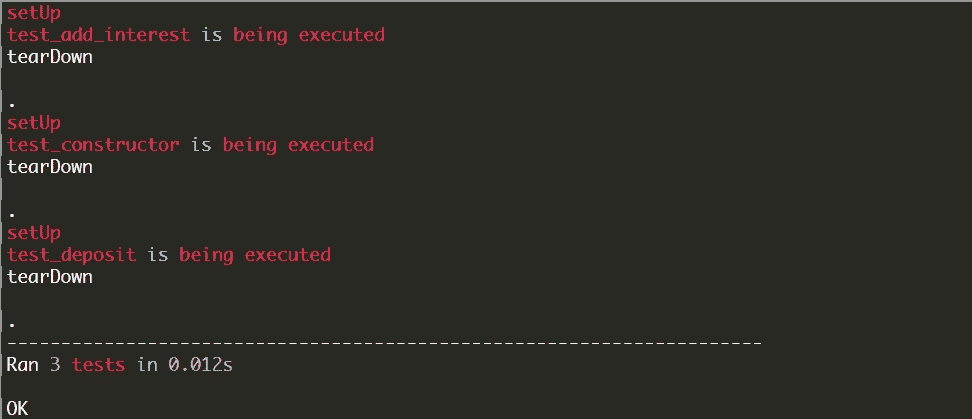 setUp
test_add_interest is being executed
tearDown
.
setUp
test_constructor is being executed
tearDown
.
setUp
test_deposit is being executed
tearDown
.
----------------------------------------------------------------------
Ran 3 tests in 0.012s
OK